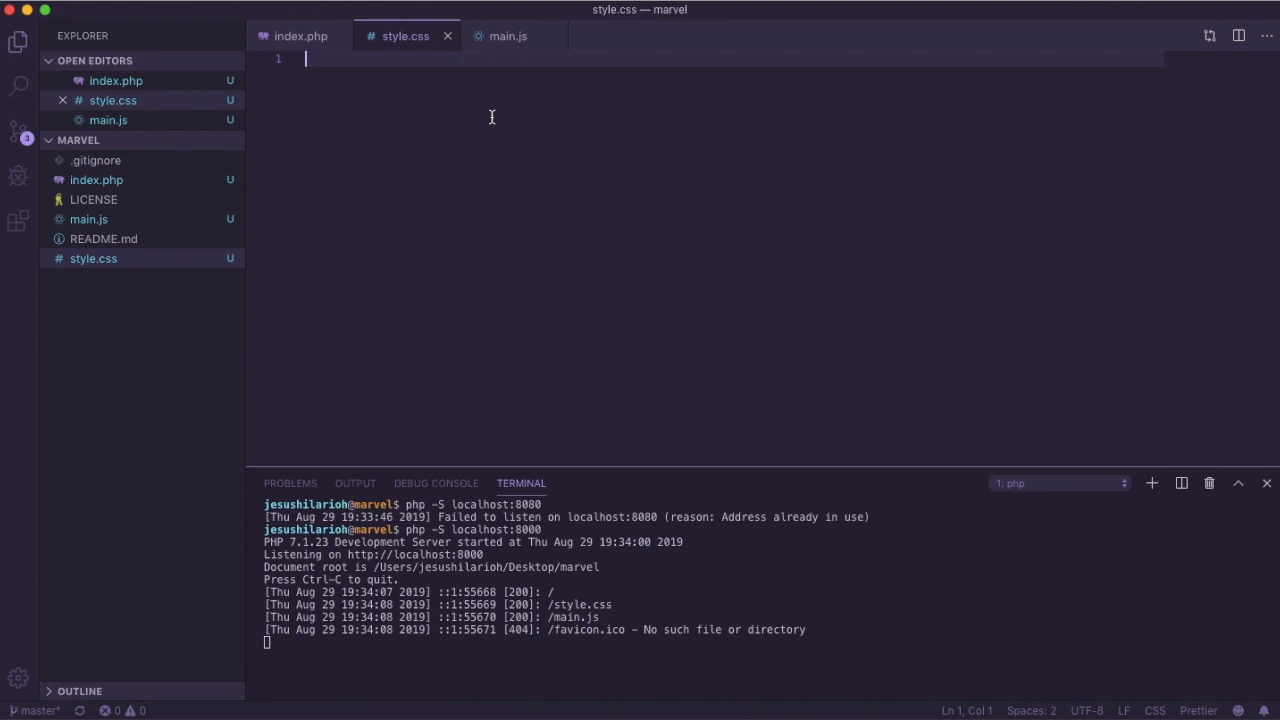 style.css — marvel
EXPLORER
index.php
style.css
main.js
OPEN EDITORS
index.php U
style.css U
main.js
MARVEL
.gitignore
index.php U
LICENSE
main.js U
README.md
style.css U
3
1
PROBLEMS OUTPUT DEBUG CONSOLE TERMINAL
1: php
jesushilarioh@marvel$ php -S localhost:8080
[Thu Aug 29 19:33:46 2019] Failed to listen on localhost:8080 (reason: Address already in use)
jesushilarioh@marvel$ php -S localhost:8000
PHP 7.1.23 Development Server started at Thu Aug 29 19:34:00 2019
Listening on http://localhost:8000
Document root is /Users/jesushilarioh/Desktop/marvel
Press Ctrl-C to quit.
[Thu Aug 29 19:34:07 2019] ::1:55668 [200]: /
[Thu Aug 29 19:34:08 2019] ::1:55669 [200]: /style.css
[Thu Aug 29 19:34:08 2019] ::1:55670 [200]: /main.js
[Thu Aug 29 19:34:08 2019] ::1:55671 [404]: /favicon.ico - No such file or directory
OUTLINE
master* 0 0 Ln 1, Col 1 Spaces: 2 UTF-8 LF CSS Prettier